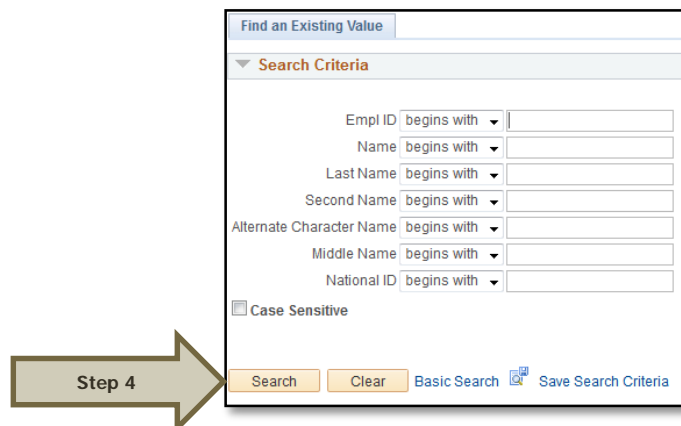 Find an Existing Value
Search Criteria
Empl ID begins with
Name begins with
Last Name begins with
Second Name begins with
Alternate Character Name begins with
Middle Name begins with
National ID begins with
Case Sensitive
Step 4
Search Clear Basic Search Save Search Criteria